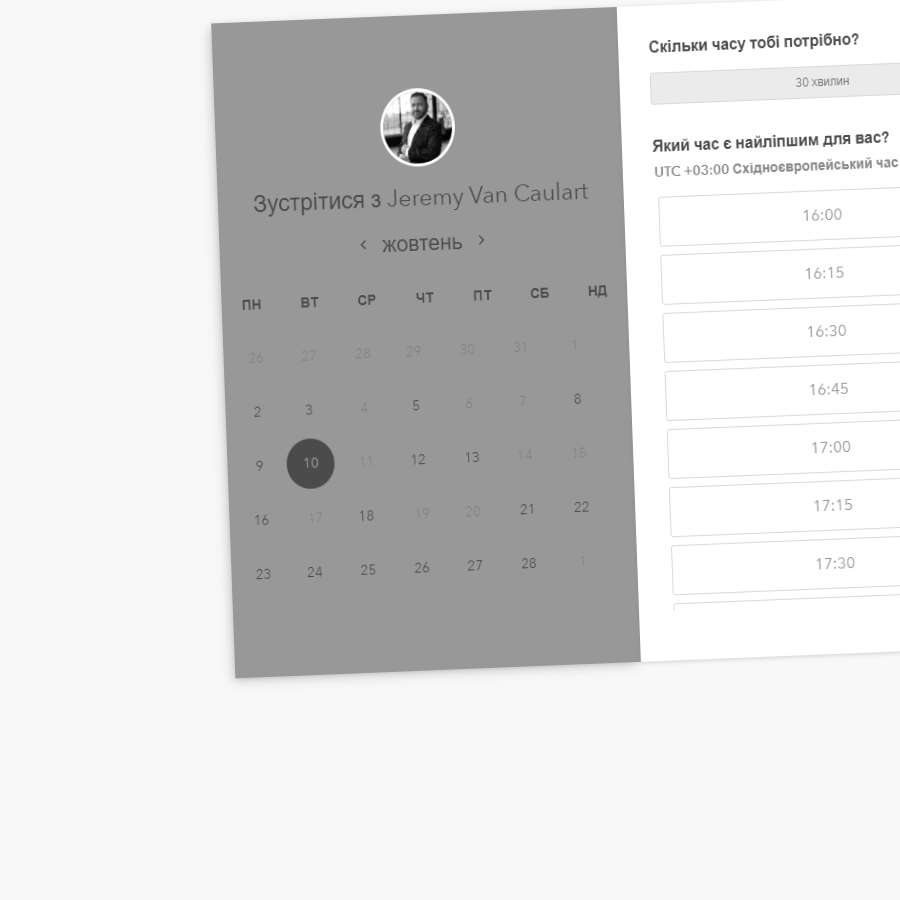 Зустрітися з Jeremy Van Caulart
‹ жовтень ›
ПН ВТ СР ЧТ ПТ СБ НД
26 27 28 29 30 31 1
2 3 4 5 6 7 8
9 10 11 12 13 14 15
16 17 18 19 20 21 22
23 24 25 26 27 28 1
Скільки часу тобі потрібно?
30 хвилин
Який час є найліпшим для вас?
UTC +03:00 Східноєвропейський час
16:00
16:15
16:30
16:45
17:00
17:15
17:30